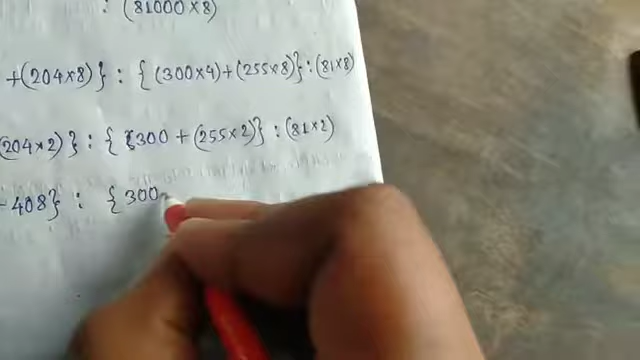 : (81000×8)
+(204×8)} : {(300×4)+(255×8)} : (81×8)
(204×2)} : {300 + (255×2)} : (81×2)
- 408} : {300